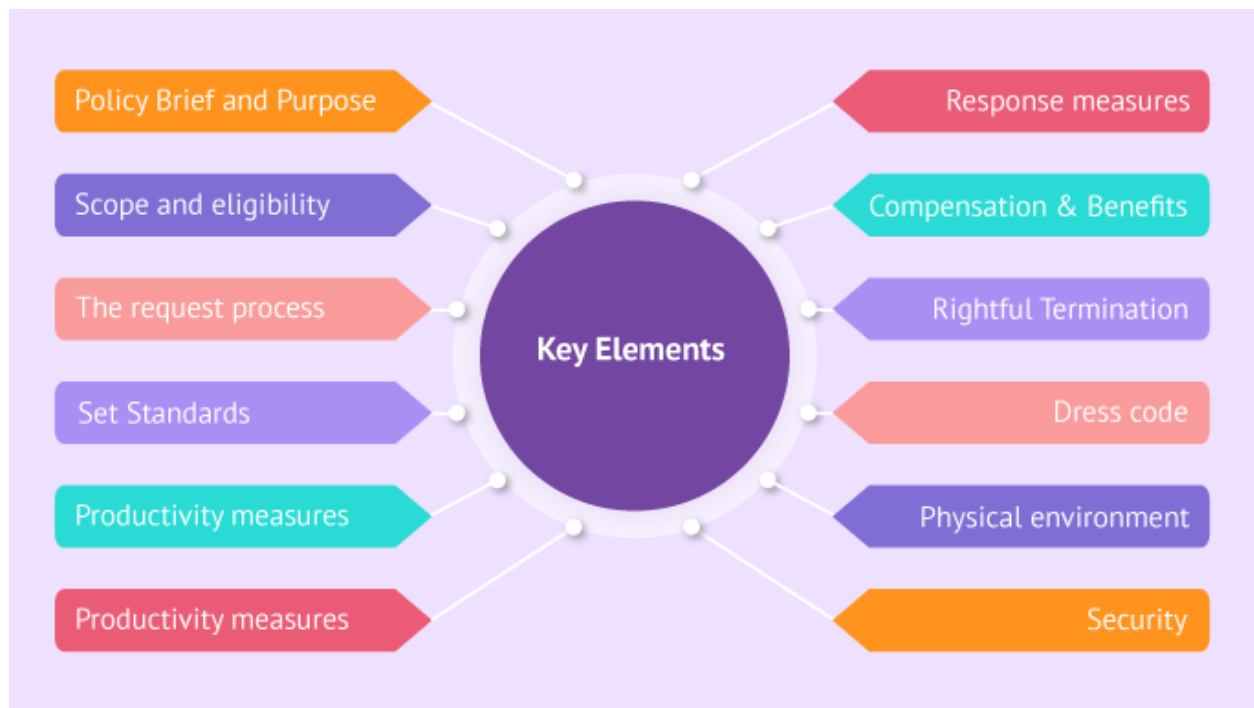 Policy Brief and Purpose
Scope and eligibility
The request process
Set Standards
Productivity measures
Productivity measures
Key Elements
Response measures
Compensation & Benefits
Rightful Termination
Dress code
Physical environment
Security